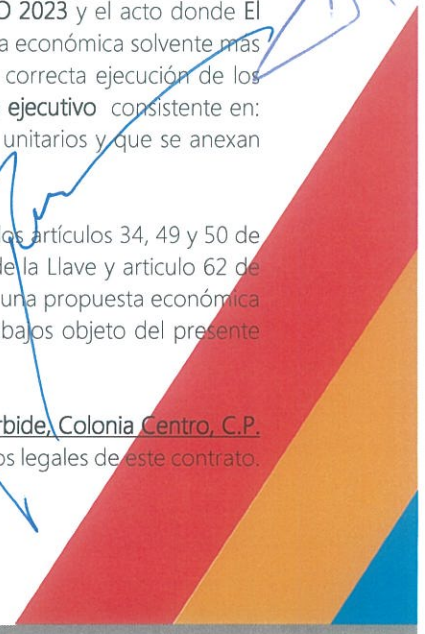 O 2023 y el acto donde El
a económica solvente mas
correcta ejecución de los
ejecutivo consistente en:
unitarios y que se anexan
los artículos 34, 49 y 50 de
de la Llave y articulo 62 de
una propuesta económica
bajos objeto del presente
rbide, Colonia Centro, C.P.
os legales de este contrato.